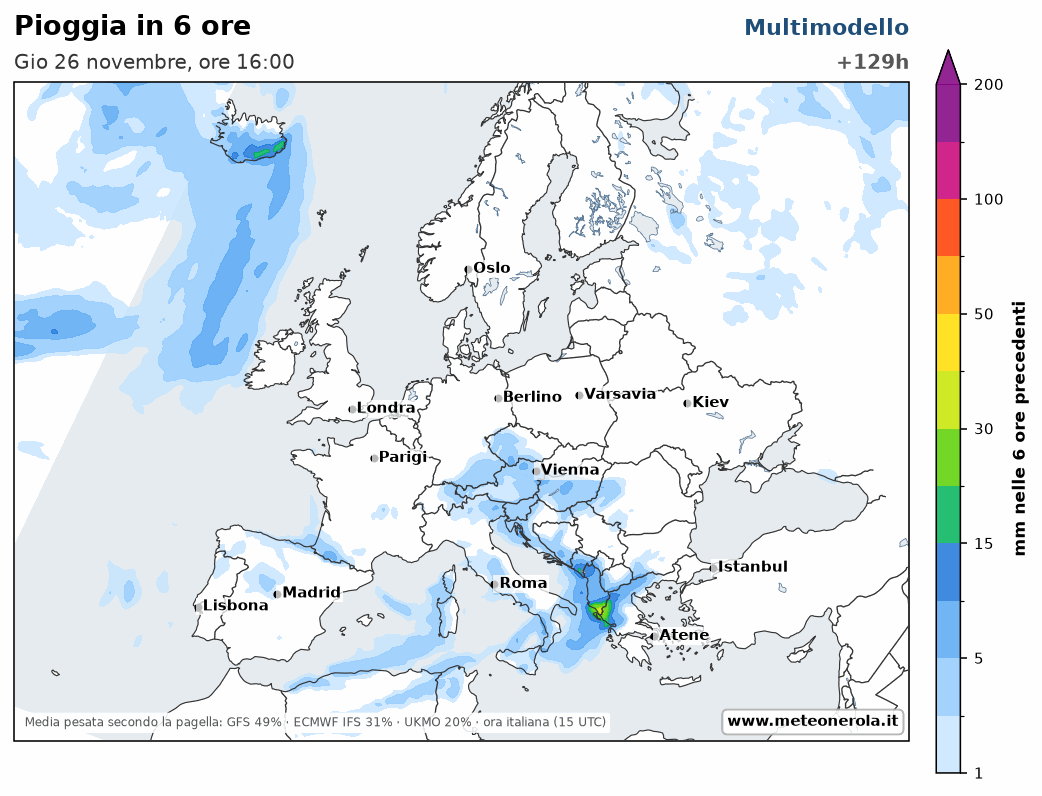 Pioggia in 6 ore
Multimodello
Gio 26 novembre, ore 16:00
+129h
200
100
50
30
15
5
1
mm nelle 6 ore precedenti
Oslo
Berlino
Varsavia
Kiev
Londra
Parigi
Vienna
Istanbul
Roma
Madrid
Lisbona
Atene
Media pesata secondo la pagella: GFS 49% · ECMWF IFS 31% · UKMO 20% · ora italiana (15 UTC)
www.meteonerola.it